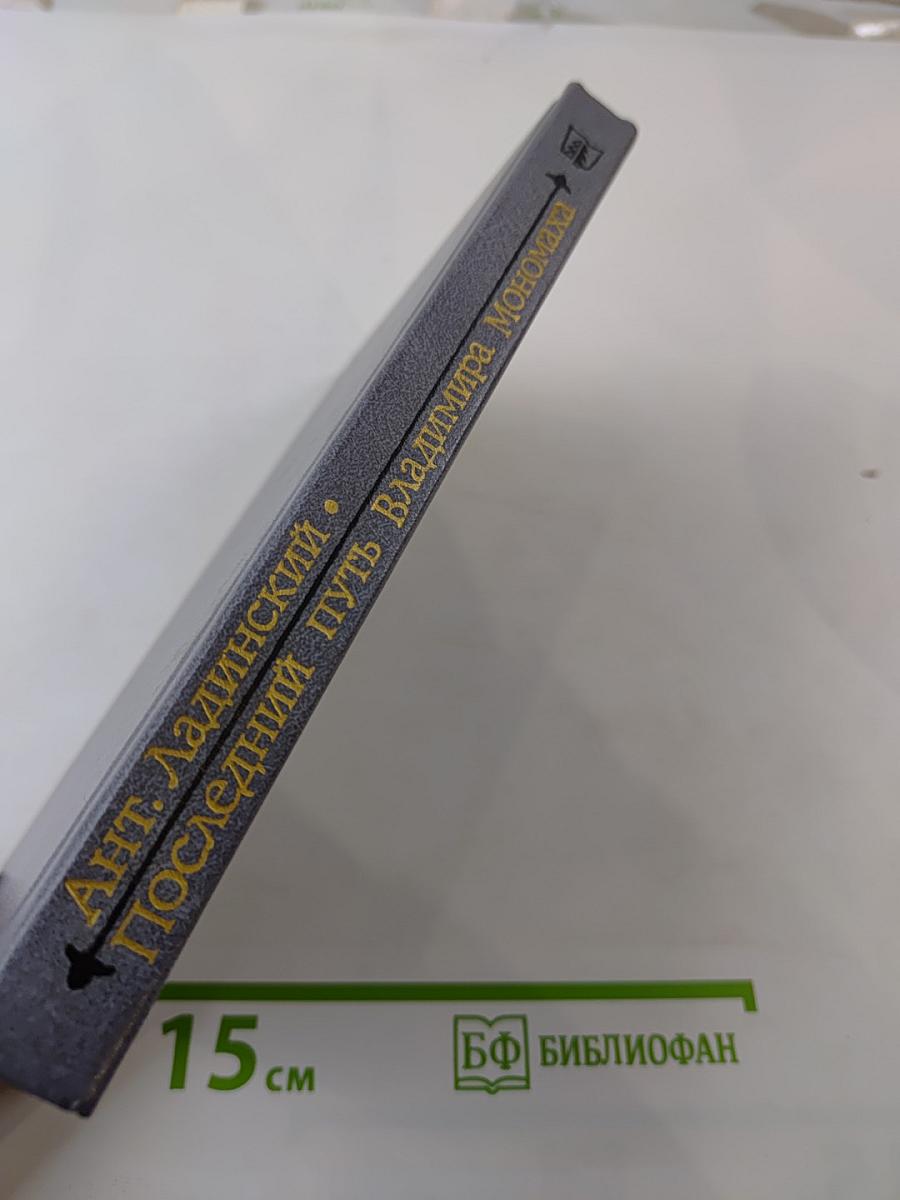 Ант. Ладинский •
Последний путь Владимира Мономаха
15 см
БФ БИБЛИОФАН